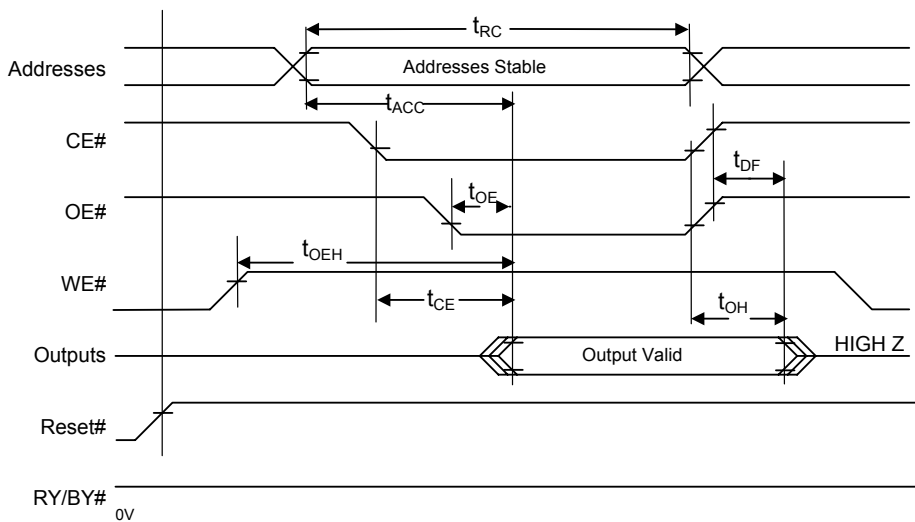 tRC
Addresses
Addresses Stable
tACC
CE#
tDF
tOE
OE#
tOEH
WE#
tCE
tOH
HIGH Z
Outputs
Output Valid
Reset#
RY/BY#
0V